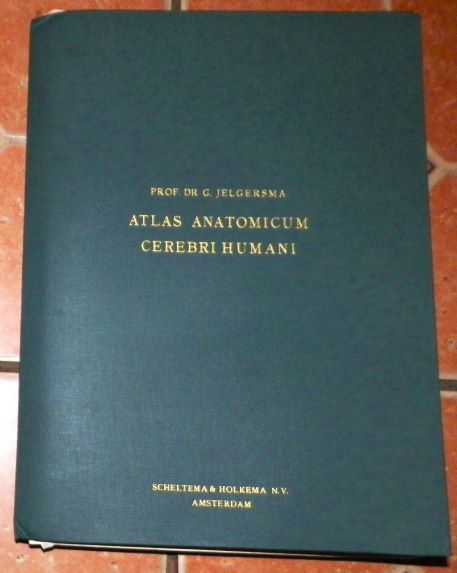 PROF. DR G. JELGERSMA
ATLAS ANATOMICUM
CEREBRI HUMANI
SCHELTEMA & HOLKEMA N.V.
AMSTERDAM